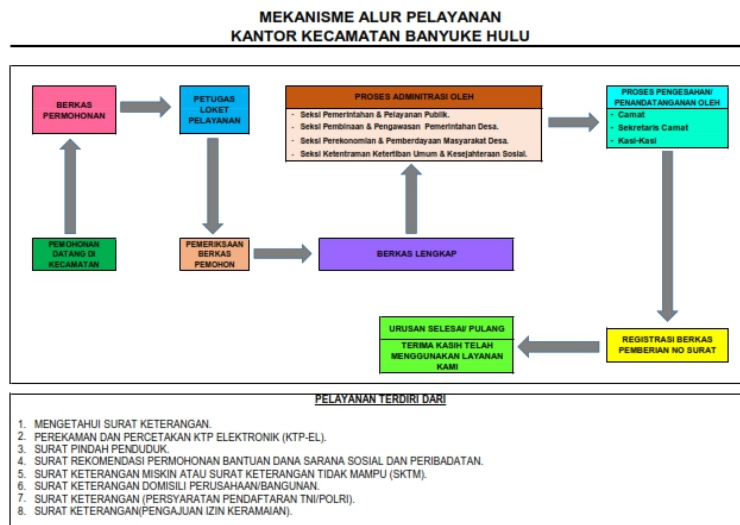 MEKANISME ALUR PELAYANAN
KANTOR KECAMATAN BANYUKE HULU
BERKAS
PERMOHONAN
PETUGAS
LOKET
PELAYANAN
PROSES ADMINITRASI OLEH
- Seksi Pemerintahan & Pelayanan Publik.
- Seksi Pembinaan & Pengawasan Pemerintahan Desa.
- Seksi Perekonomian & Pemberdayaan Masyarakat Desa.
- Seksi Ketentraman Ketertiban Umum & Kesejahteraan Sosial.
PROSES PENGESAHAN/
PENANDATANGANAN OLEH
- Camat
- Sekretaris Camat
- Kasi-Kasi
PEMOHONAN
DATANG DI
KECAMATAN
PEMERIKSAAN
BERKAS
PEMOHON
BERKAS LENGKAP
URUSAN SELESAI/ PULANG
TERIMA KASIH TELAH
MENGGUNAKAN LAYANAN
KAMI
REGISTRASI BERKAS
PEMBERIAN NO SURAT
PELAYANAN TERDIRI DARI
1. MENGETAHUI SURAT KETERANGAN.
2. PEREKAMAN DAN PERCETAKAN KTP ELEKTRONIK (KTP-EL).
3. SURAT PINDAH PENDUDUK.
4. SURAT REKOMENDASI PERMOHONAN BANTUAN DANA SARANA SOSIAL DAN PERIBADATAN.
5. SURAT KETERANGAN MISKIN ATAU SURAT KETERANGAN TIDAK MAMPU (SKTM).
6. SURAT KETERANGAN DOMISILI PERUSAHAAN/BANGUNAN.
7. SURAT KETERANGAN (PERSYARATAN PENDAFTARAN TNI/POLRI).
8. SURAT KETERANGAN(PENGAJUAN IZIN KERAMAIAN).